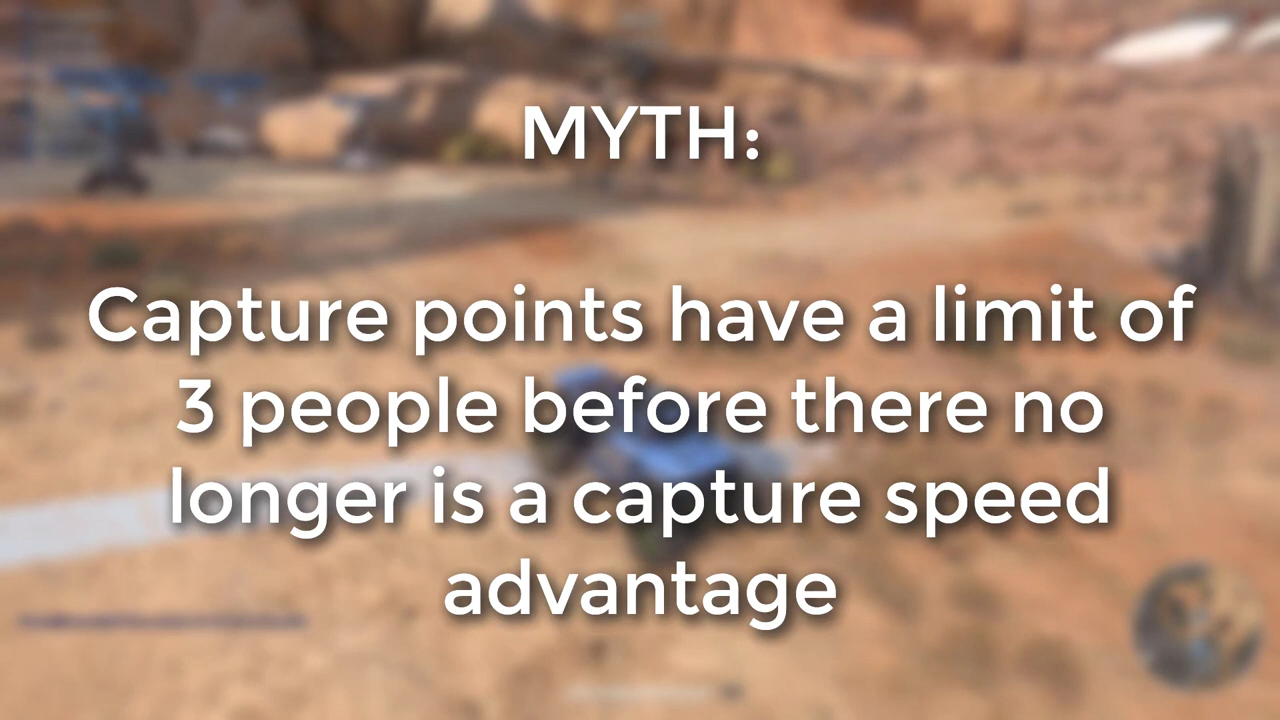 MYTH:
Capture points have a limit of
3 people before there no
longer is a capture speed
advantage